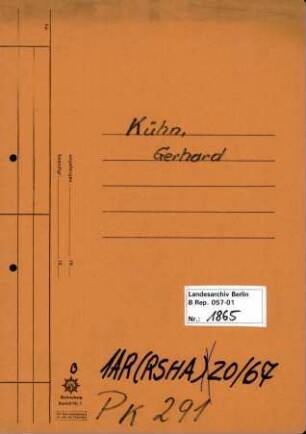 Kühn,
Gerhard
Landesarchiv Berlin
B Rep. 057-01
Nr.: 1865
1AR (RSHA) 20/67
PK 291